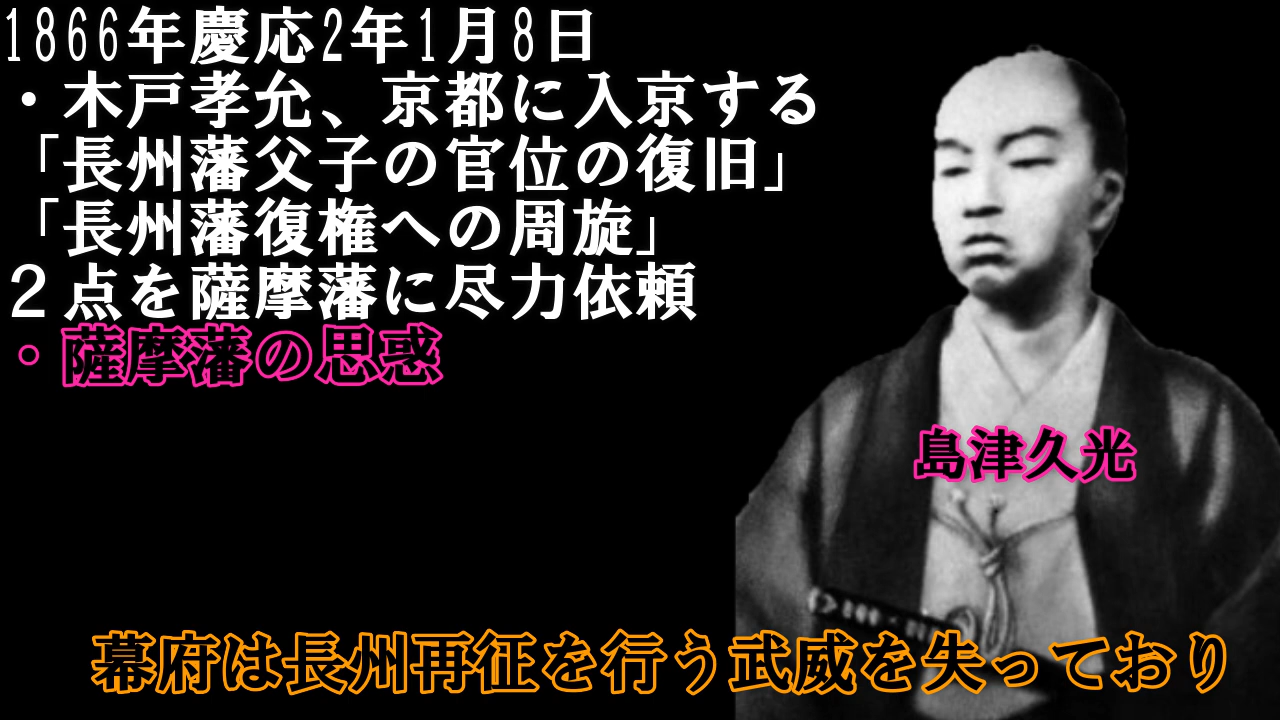 1866年慶応2年1月8日
・木戸孝允、京都に入京する
「長州藩父子の官位の復旧」
「長州藩復権への周旋」
２点を薩摩藩に尽力依頼
・薩摩藩の思惑
島津久光
幕府は長州再征を行う武威を失っており